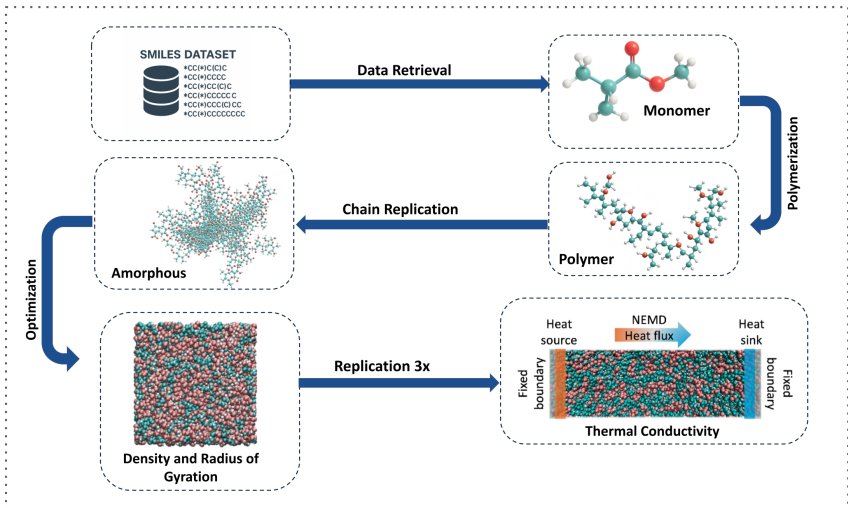 SMILES DATASET
*CC(*)C(C)C
*CC(*)CCCC
*CC(*)CC(C)C
*CC(*)CCCCC C
*CC(*)CCC(C) CC
*CC(*)CCCCCCCC
Data Retrieval
Monomer
Polymerization
Polymer
Chain Replication
Amorphous
Optimization
Density and Radius of
Gyration
Replication 3x
NEMD
Heat
source
Heat flux
Heat
sink
Fixed
boundary
Fixed
boundary
Thermal Conductivity